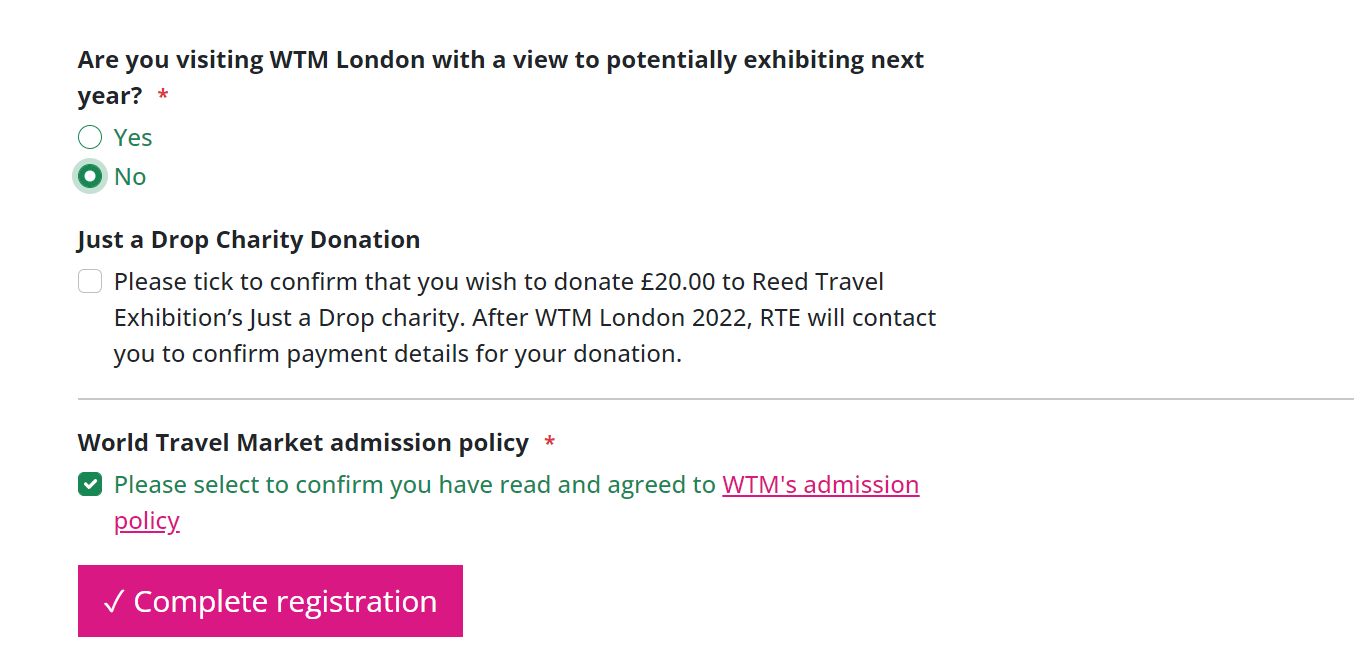 Are you visiting WTM London with a view to potentially exhibiting next
year? *
Yes
No
Just a Drop Charity Donation
Please tick to confirm that you wish to donate £20.00 to Reed Travel
Exhibition’s Just a Drop charity. After WTM London 2022, RTE will contact
you to confirm payment details for your donation.
World Travel Market admission policy *
Please select to confirm you have read and agreed to WTM's admission
policy
✓ Complete registration